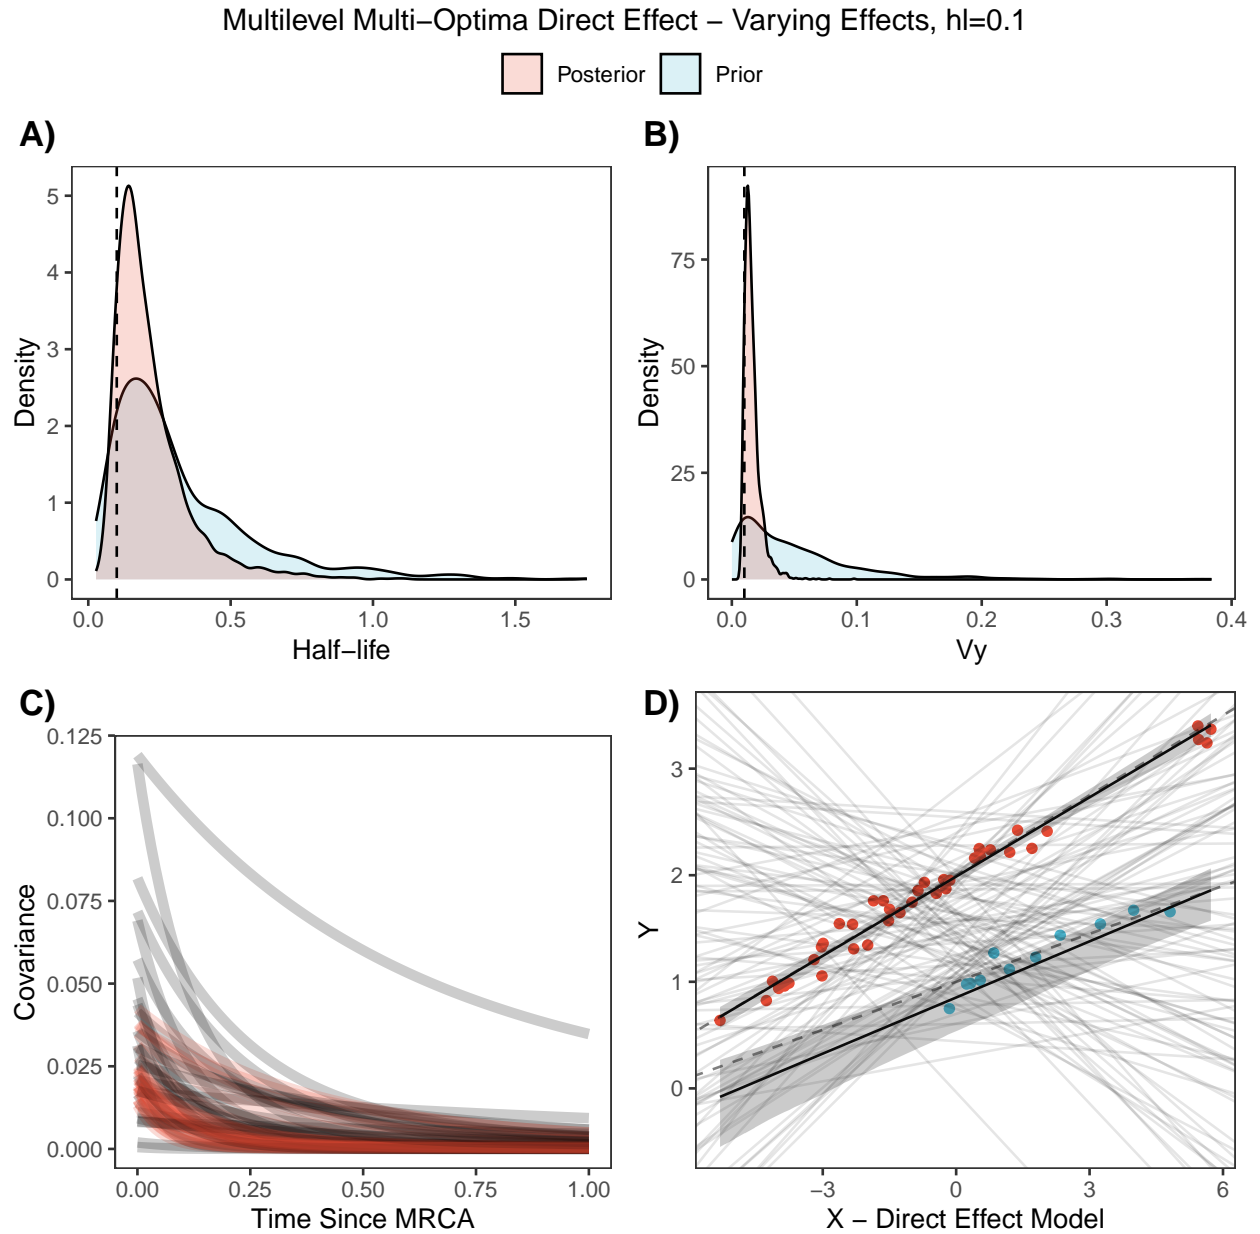 Multilevel Multi−Optima Direct Effect − Varying Effects, hl=0.1
Posterior Prior
A)
5
4
3
2
1
0
Density
0.0 0.5 1.0 1.5
Half−life
B)
75
50
25
0
Density
0.0 0.1 0.2 0.3 0.4
Vy
C)
0.125
0.100
0.075
0.050
0.025
0.000
Covariance
0.00 0.25 0.50 0.75 1.00
Time Since MRCA
D)
3
2
1
0
Y
−3 0 3 6
X − Direct Effect Model